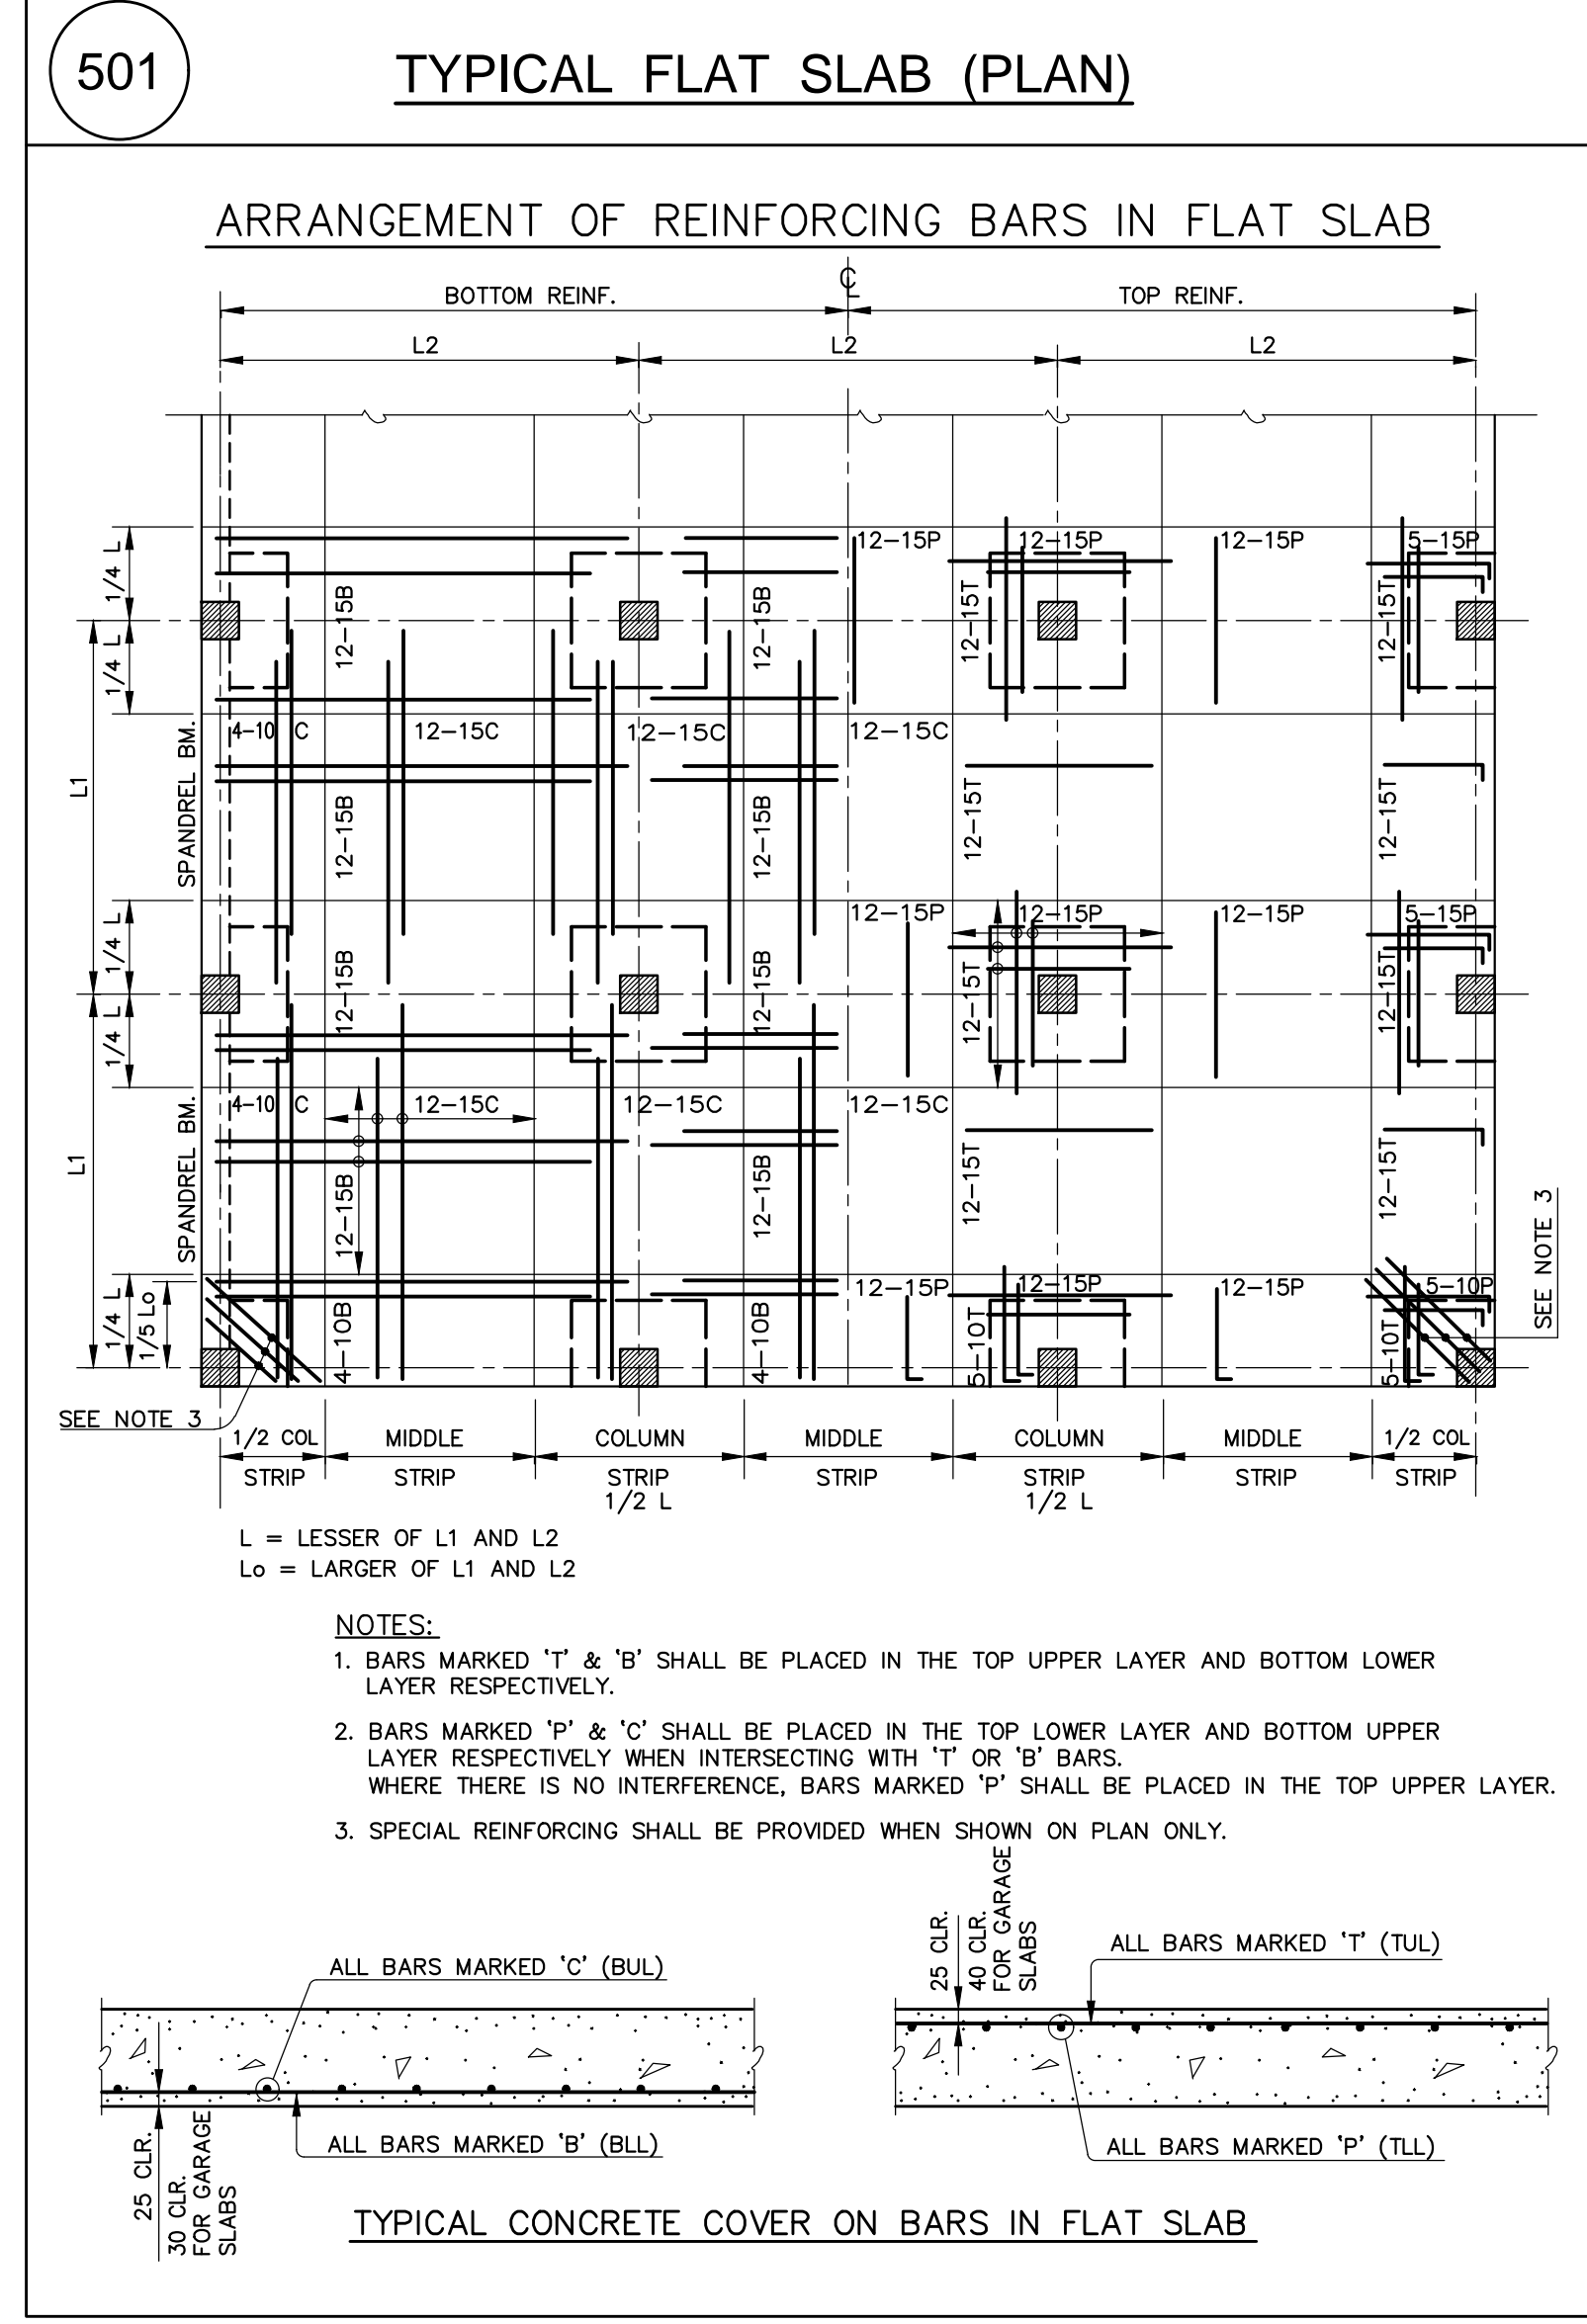 501
TYPICAL FLAT SLAB (PLAN)
ARRANGEMENT OF REINFORCING BARS IN FLAT SLAB
℄
BOTTOM REINF.
TOP REINF.
L2
L2
L2
12-15P
12-15P
12-15P
5-15P
1/4 L
12-15B
12-15B
12-15T
12-15T
1/4 L
4-10 C
12-15C
12-15C
12-15C
L1
SPANDREL BM.
12-15B
12-15B
12-15T
12-15T
12-15P
12-15P
12-15P
5-15P
1/4 L
12-15B
12-15B
12-15T
12-15T
1/4 L
4-10 C
12-15C
12-15C
12-15C
L1
SPANDREL BM.
12-15B
12-15B
12-15T
12-15T
SEE NOTE 3
12-15P
12-15P
12-15P
5-10P
1/4 L
1/5 Lo
4-10B
4-10B
5-10T
5-10T
SEE NOTE 3
1/2 COL
STRIP
MIDDLE
STRIP
COLUMN
STRIP
1/2 L
MIDDLE
STRIP
COLUMN
STRIP
1/2 L
MIDDLE
STRIP
1/2 COL
STRIP
L = LESSER OF L1 AND L2
Lo = LARGER OF L1 AND L2
NOTES:
1. BARS MARKED 'T' & 'B' SHALL BE PLACED IN THE TOP UPPER LAYER AND BOTTOM LOWER
LAYER RESPECTIVELY.
2. BARS MARKED 'P' & 'C' SHALL BE PLACED IN THE TOP LOWER LAYER AND BOTTOM UPPER
LAYER RESPECTIVELY WHEN INTERSECTING WITH 'T' OR 'B' BARS.
WHERE THERE IS NO INTERFERENCE, BARS MARKED 'P' SHALL BE PLACED IN THE TOP UPPER LAYER.
3. SPECIAL REINFORCING SHALL BE PROVIDED WHEN SHOWN ON PLAN ONLY.
ALL BARS MARKED 'C' (BUL)
ALL BARS MARKED 'B' (BLL)
25 CLR.
30 CLR.
FOR GARAGE
SLABS
25 CLR.
40 CLR.
FOR GARAGE
SLABS
ALL BARS MARKED 'T' (TUL)
ALL BARS MARKED 'P' (TLL)
TYPICAL CONCRETE COVER ON BARS IN FLAT SLAB